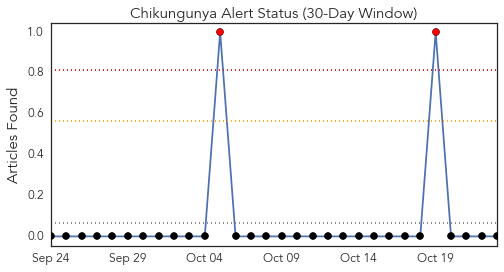 Chikungunya Alert Status (30-Day Window)
Articles Found
1.0
0.8
0.6
0.4
0.2
0.0
Sep 24 Sep 29 Oct 04 Oct 09 Oct 14 Oct 19